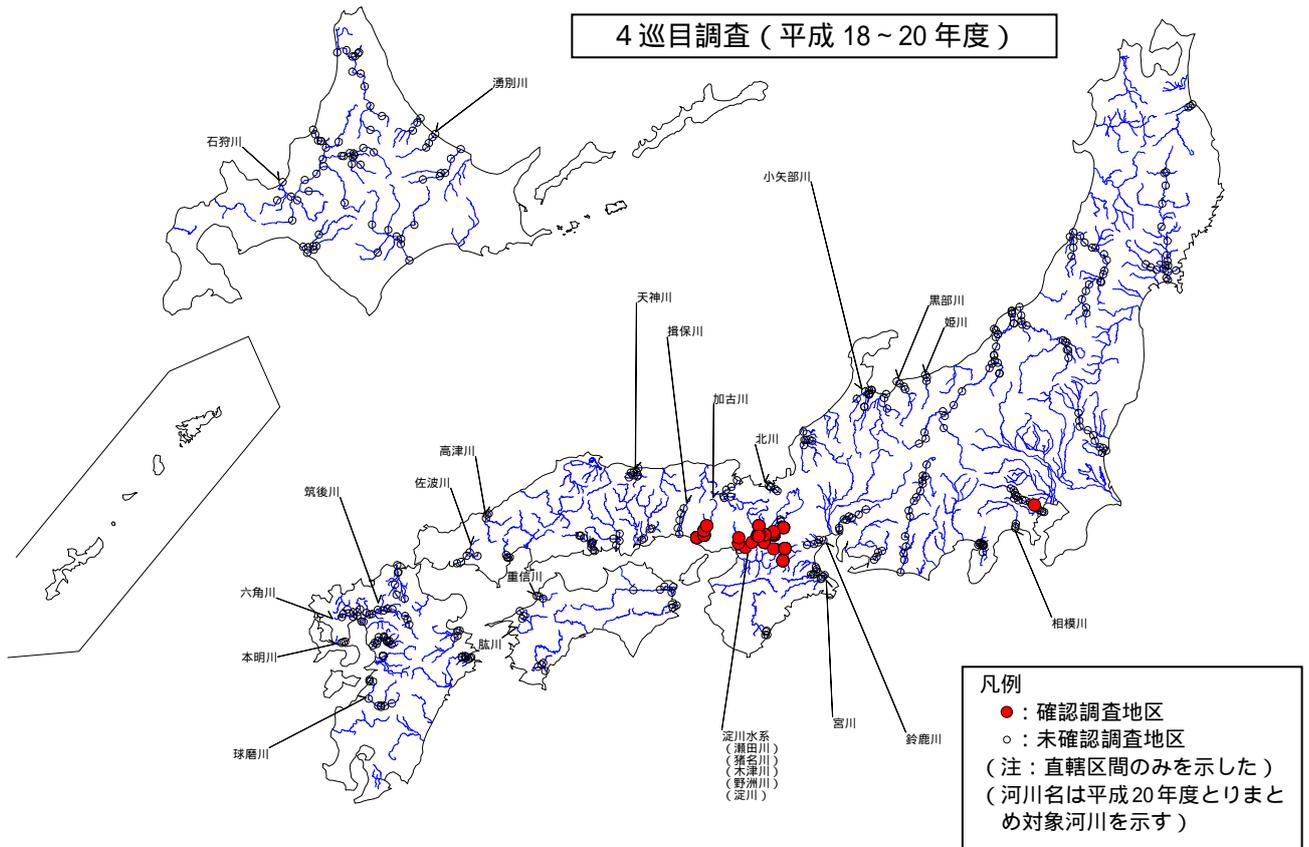 4巡目調査(平成18~20年度)
湧別川
石狩川
小矢部川
黒部川
姫川
天神川
揖保川
加古川
北川
高津川
佐波川
筑後川
重信川
六角川
本明川
肱川
球磨川
相模川
宮川
鈴鹿川
淀川水系
(瀬田川)
(猪名川)
(木津川)
(野洲川)
(淀川)
凡例
●:確認調査地区
○:未確認調査地区
(注:直轄区間のみを示した)
(河川名は平成20年度とりまと
め対象河川を示す)